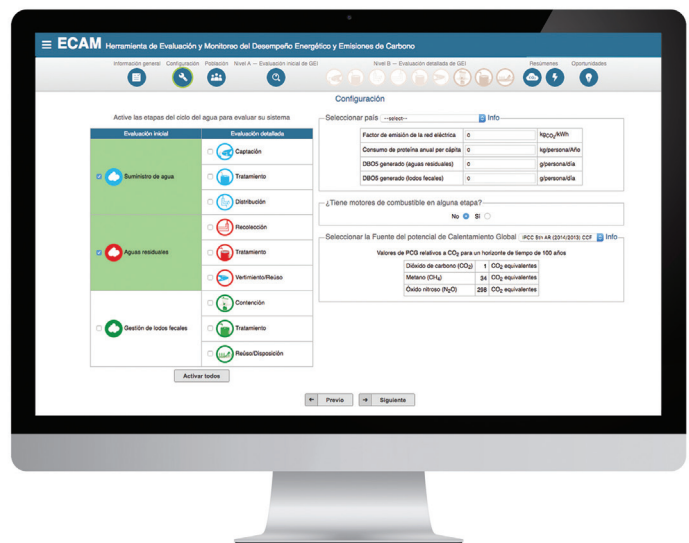 ≡ ECAM Herramienta de Evaluación y Monitoreo del Desempeño Energético y Emisiones de Carbono
Información general Configuración Población Nivel A — Evaluación inicial de GEI Nivel B — Evaluación detallada de GEI Resúmenes Oportunidades
Configuración
Active las etapas del ciclo del agua para evaluar su sistema
Evaluación inicial Evaluación detallada
Suministro de agua
Captación
Tratamiento
Distribución
Aguas residuales
Recolección
Tratamiento
Vertimiento/Reúso
Gestión de lodos fecales
Contención
Tratamiento
Reúso/Disposición
Activar todos
Seleccionar país --select-- Info
Factor de emisión de la red eléctrica 0 kgCO₂/kWh
Consumo de proteína anual per cápita 0 kg/persona/Año
DBO5 generado (aguas residuales) 0 g/persona/día
DBO5 generado (lodos fecales) 0 g/persona/día
¿Tiene motores de combustible en alguna etapa?
No Si
Seleccionar la Fuente del potencial de Calentamiento Global IPCC 5th AR (2014/2013) CCF Info
Valores de PCG relativos a CO₂ para un horizonte de tiempo de 100 años
Dióxido de carbono (CO₂) 1 CO₂ equivalentes
Metano (CH₄) 34 CO₂ equivalentes
Óxido nitroso (N₂O) 298 CO₂ equivalentes
← Previo → Siguiente